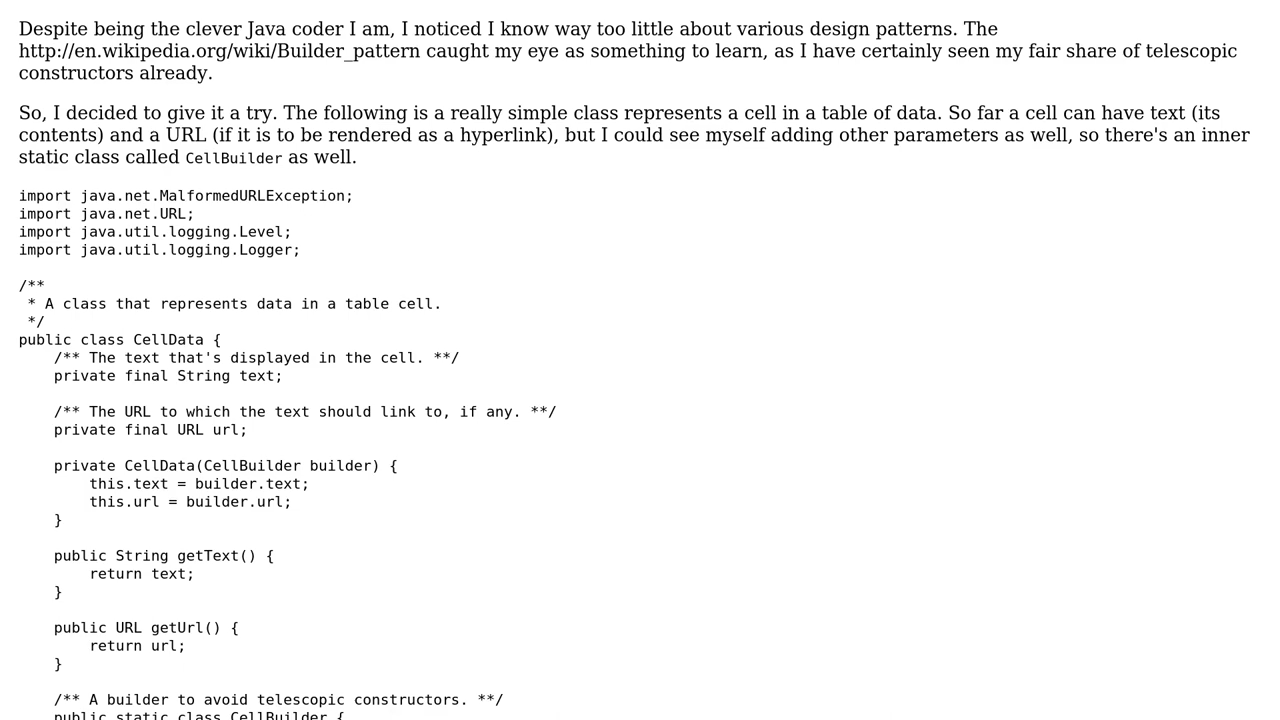 Despite being the clever Java coder I am, I noticed I know way too little about various design patterns. The
http://en.wikipedia.org/wiki/Builder_pattern caught my eye as something to learn, as I have certainly seen my fair share of telescopic
constructors already.
So, I decided to give it a try. The following is a really simple class represents a cell in a table of data. So far a cell can have text (its
contents) and a URL (if it is to be rendered as a hyperlink), but I could see myself adding other parameters as well, so there's an inner
static class called CellBuilder as well.
import java.net.MalformedURLException;
import java.net.URL;
import java.util.logging.Level;
import java.util.logging.Logger;
/**
 * A class that represents data in a table cell.
 */
public class CellData {
    /** The text that's displayed in the cell. **/
    private final String text;
    /** The URL to which the text should link to, if any. **/
    private final URL url;
    private CellData(CellBuilder builder) {
        this.text = builder.text;
        this.url = builder.url;
    }
    public String getText() {
        return text;
    }
    public URL getUrl() {
        return url;
    }
    /** A builder to avoid telescopic constructors. **/
    public static class CellBuilder {